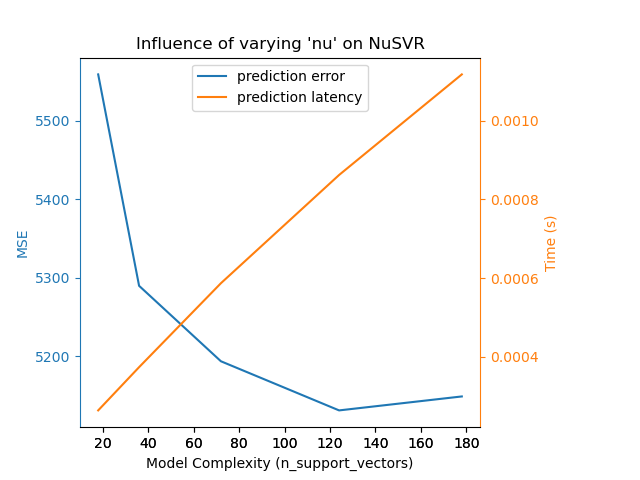 Influence of varying 'nu' on NuSVR
prediction error
prediction latency
5500
5400
5300
5200
MSE
0.0010
0.0008
0.0006
0.0004
Time (s)
20 40 60 80 100 120 140 160 180
Model Complexity (n_support_vectors)